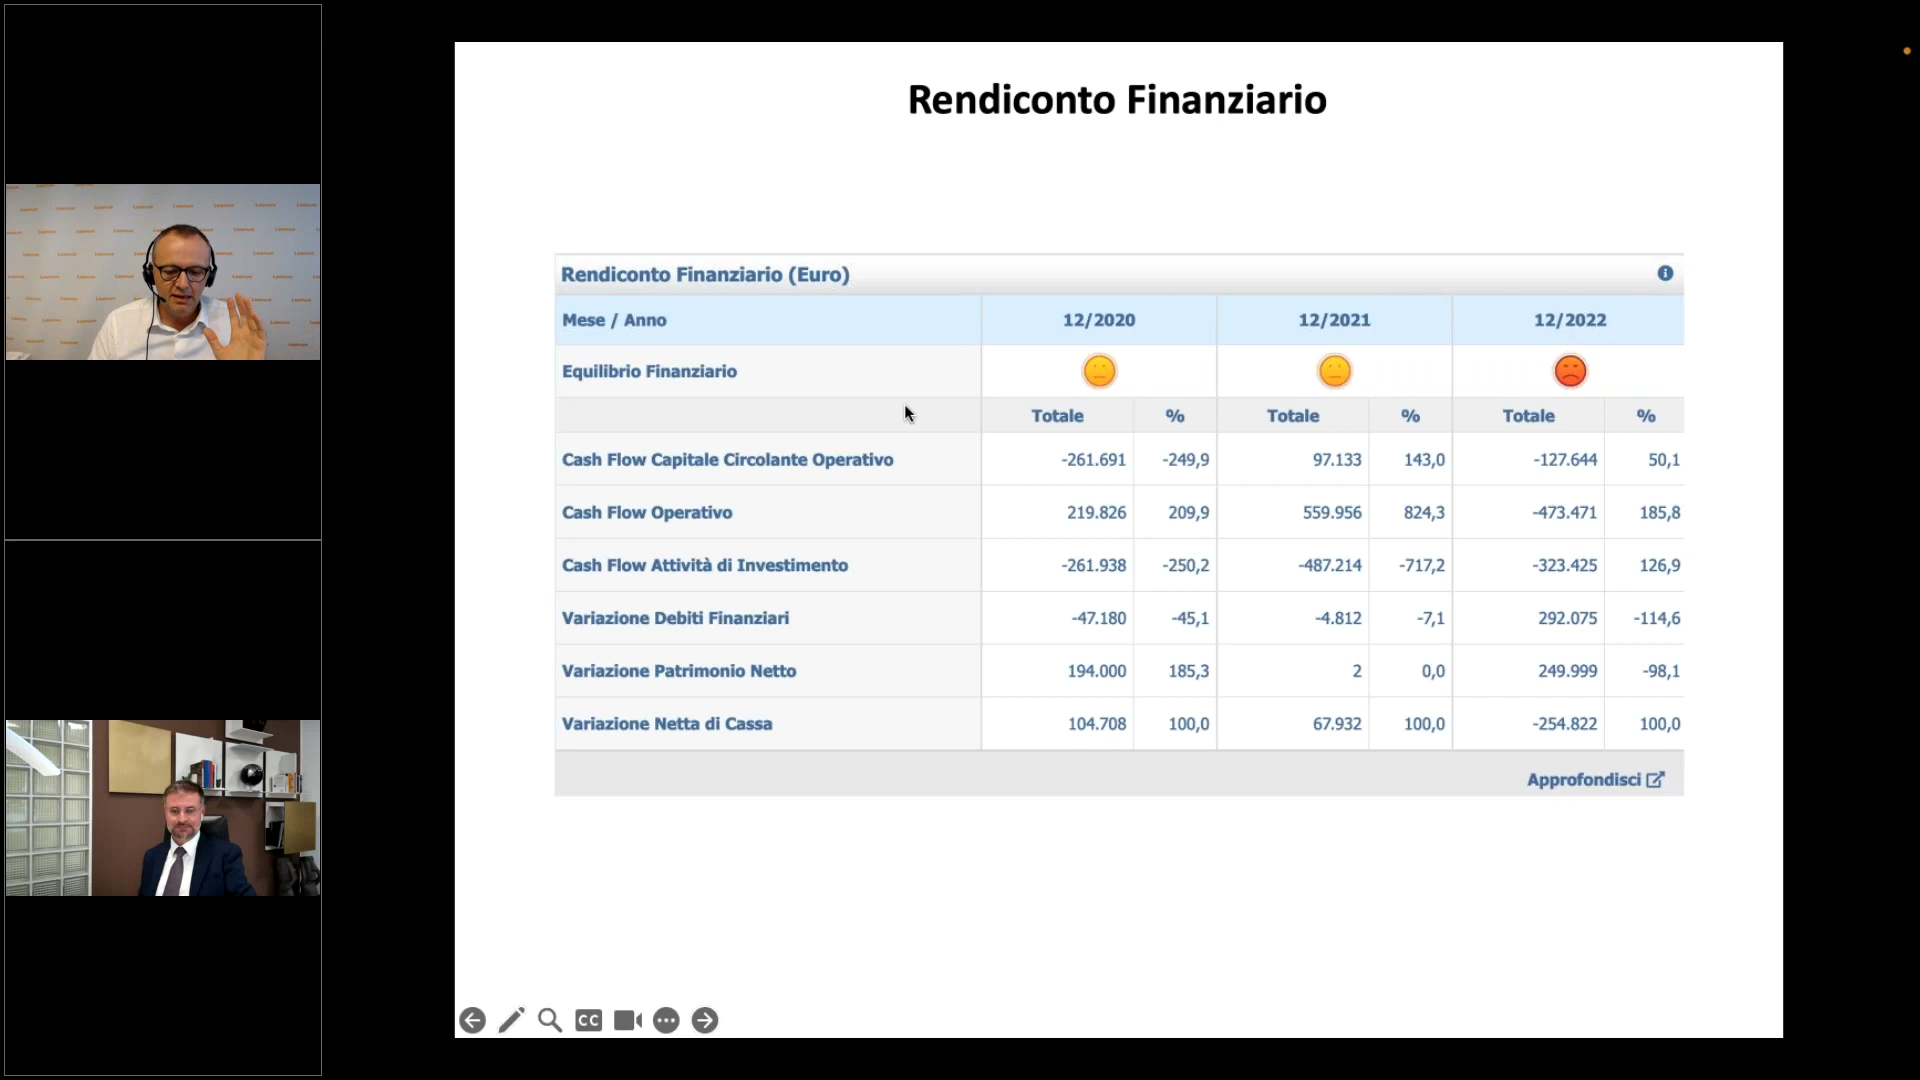 Rendiconto Finanziario
Rendiconto Finanziario (Euro)
Mese / Anno 12/2020 12/2021 12/2022
Equilibrio Finanziario
Totale % Totale % Totale %
Cash Flow Capitale Circolante Operativo -261.691 -249,9 97.133 143,0 -127.644 50,1
Cash Flow Operativo 219.826 209,9 559.956 824,3 -473.471 185,8
Cash Flow Attività di Investimento -261.938 -250,2 -487.214 -717,2 -323.425 126,9
Variazione Debiti Finanziari -47.180 -45,1 -4.812 -7,1 292.075 -114,6
Variazione Patrimonio Netto 194.000 185,3 2 0,0 249.999 -98,1
Variazione Netta di Cassa 104.708 100,0 67.932 100,0 -254.822 100,0
Approfondisci
CC